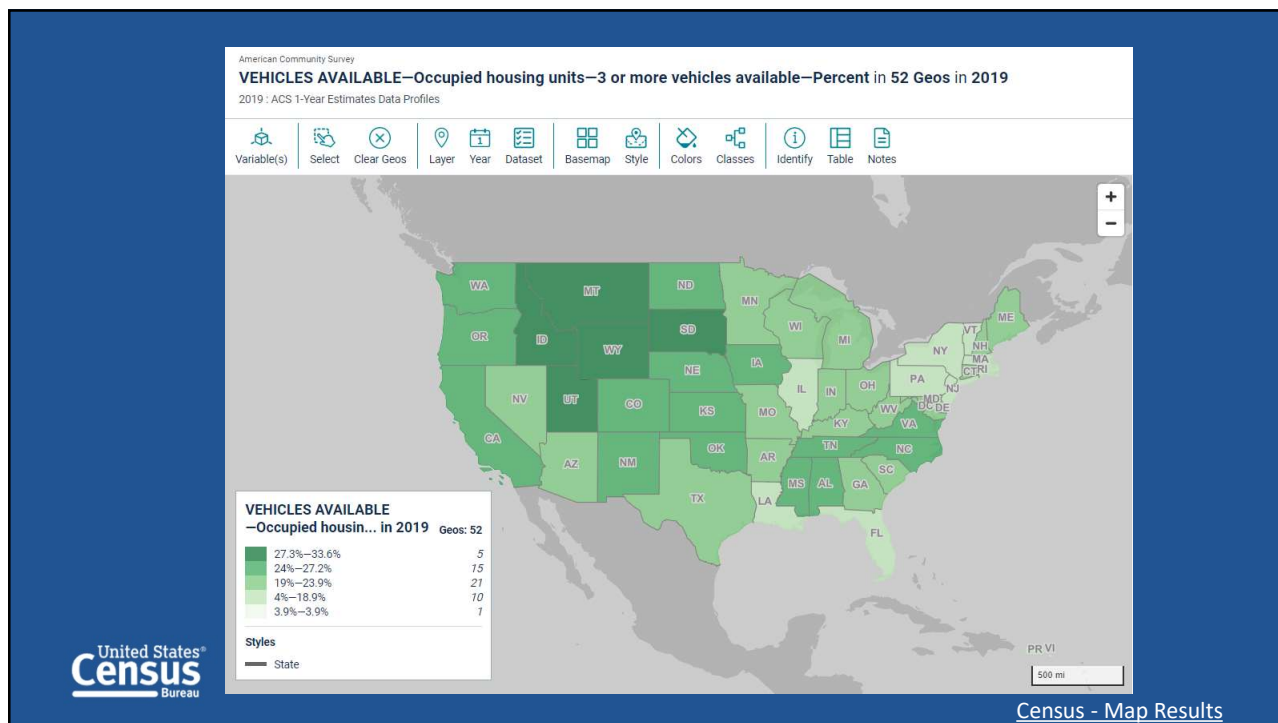 American Community Survey
VEHICLES AVAILABLE—Occupied housing units—3 or more vehicles available—Percent in 52 Geos in 2019
2019 : ACS 1-Year Estimates Data Profiles
Variable(s) Select Clear Geos Layer Year Dataset Basemap Style Colors Classes Identify Table Notes
+
−
WA MT ND MN ME
OR ID SD WI MI VT NH
WY NY MA
CT RI
NE IA PA NJ
NV UT CO IL IN OH MD
DC DE
CA KS MO WV VA
KY
AZ NM OK AR TN NC
SC
TX LA MS AL GA
FL
PR VI
VEHICLES AVAILABLE
—Occupied housin... in 2019 Geos: 52
27.3%—33.6% 5
24%—27.2% 15
19%—23.9% 21
4%—18.9% 10
3.9%—3.9% 1
Styles
State
500 mi
United States®
Census
Bureau
Census - Map Results